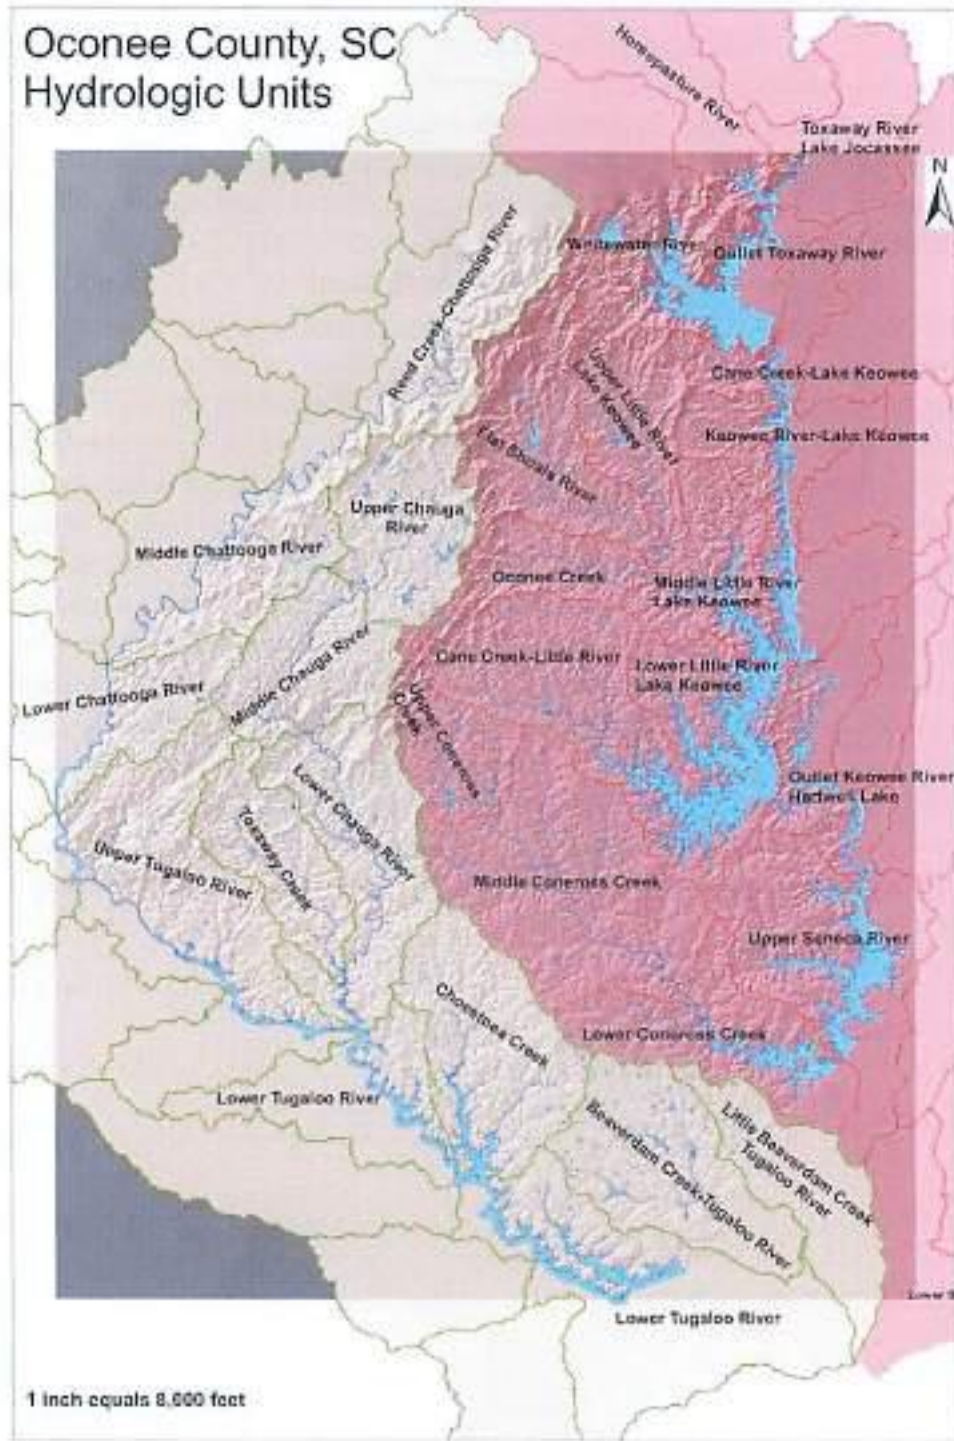 Oconee County, SC
Hydrologic Units
Horsepasture River
Toxaway River
Lake Jocassee
N
Reed Creek-Chattooga River
Whitewater River
Outlet Toxaway River
Upper Little River
Lake Keowee
Cane Creek-Lake Keowee
Flat Shoals River
Keowee River-Lake Keowee
Upper Chauga
River
Middle Chattooga River
Oconee Creek
Middle Little River
Lake Keowee
Middle Chauga River
Cane Creek-Little River
Lower Little River
Lake Keowee
Lower Chattooga River
Upper Coneross
Creek
Lower Chauga River
Outlet Keowee River
Hartwell Lake
Toxaway Creek
Upper Tugaloo River
Middle Coneross Creek
Upper Seneca River
Choestoea Creek
Lower Coneross Creek
Lower Tugaloo River
Beaverdam Creek-Tugalou River
Little Beaverdam Creek
Tugaloo River
Lower
Lower Tugaloo River
1 inch equals 8,000 feet